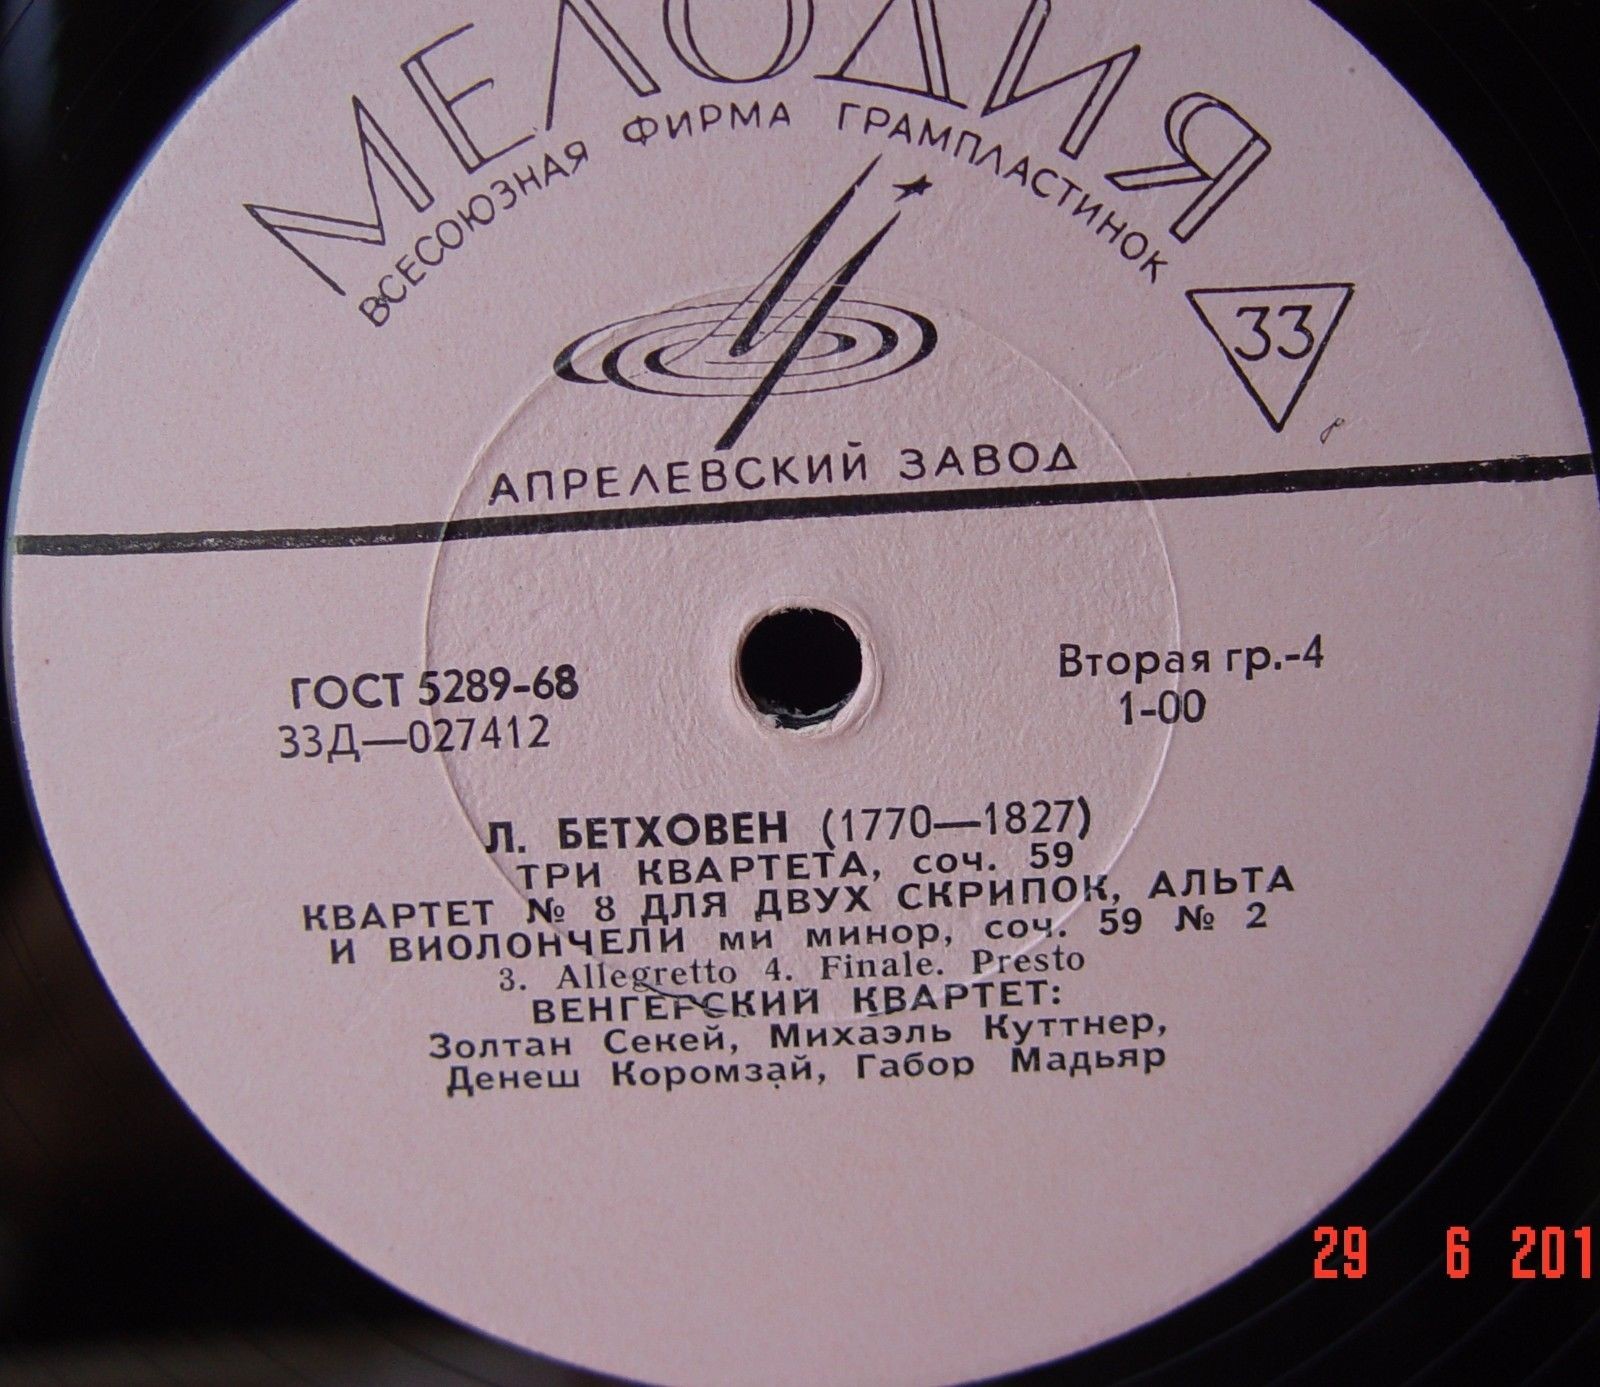 МЕЛОДИЯ
ВСЕСОЮЗНАЯ ФИРМА ГРАМПЛАСТИНОК
33
АПРЕЛЕВСКИЙ ЗАВОД
ГОСТ 5289-68
33Д—027412
Вторая гр.-4
1-00
Л. БЕТХОВЕН (1770—1827)
ТРИ КВАРТЕТА, соч. 59
КВАРТЕТ № 8 ДЛЯ ДВУХ СКРИПОК, АЛЬТА
И ВИОЛОНЧЕЛИ ми минор, соч. 59 № 2
3. Allegretto 4. Finale. Presto
ВЕНГЕРСКИЙ КВАРТЕТ:
Золтан Секей, Михаэль Куттнер,
Денеш Коромзай, Габор Мадьяр
29 6 201